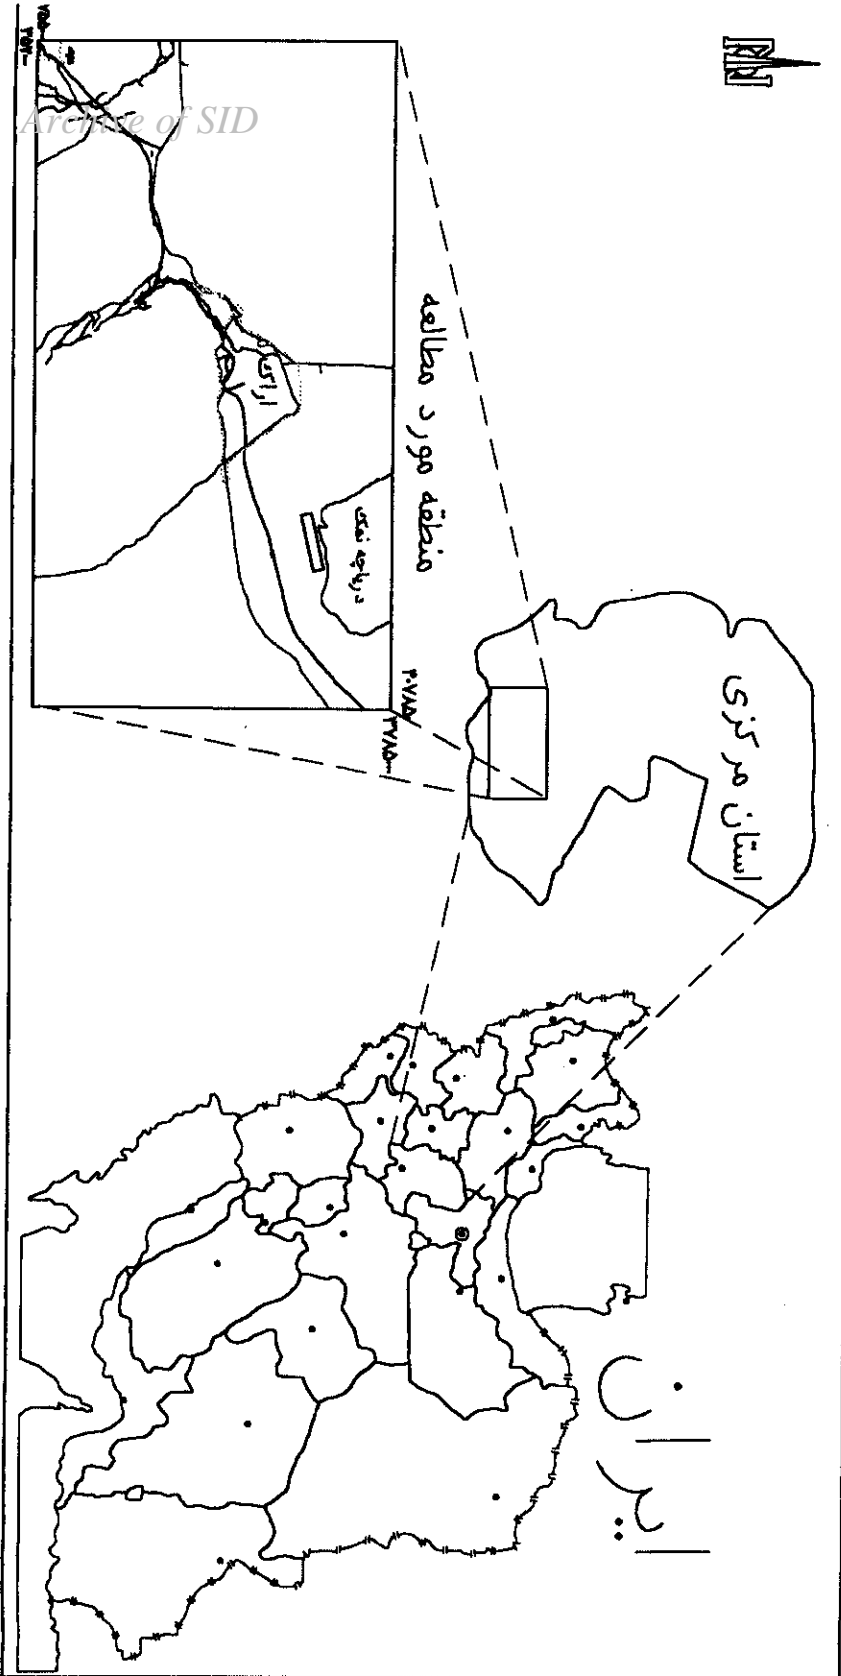 Archive of SID
منطقه مورد مطالعه
اراک
دریاچه نمک
استان مرکزی
ایران